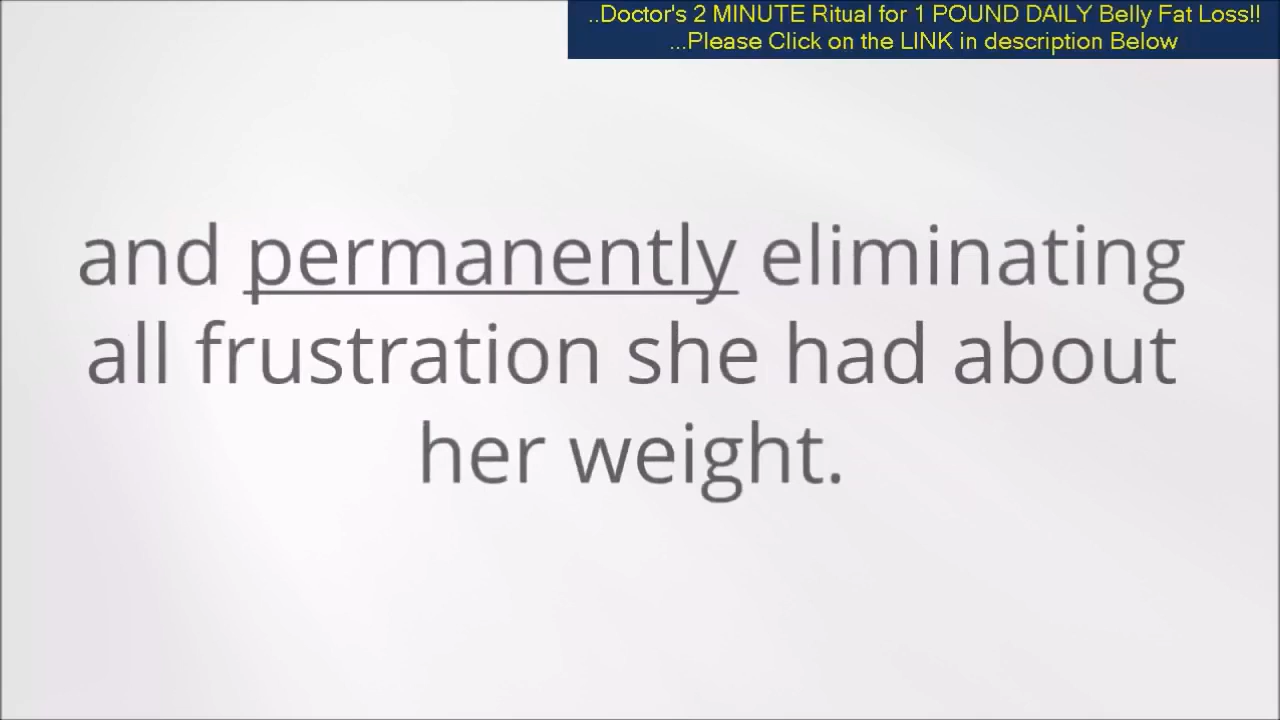 ..Doctor's 2 MINUTE Ritual for 1 POUND DAILY Belly Fat Loss!!
...Please Click on the LINK in description Below
and permanently eliminating
all frustration she had about
her weight.